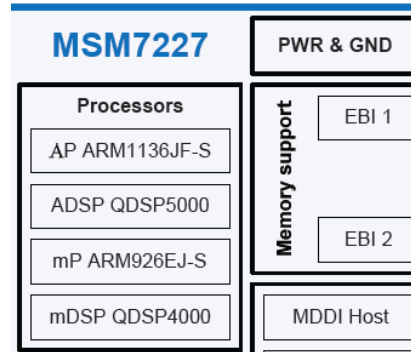 MSM7227
PWR & GND
Processors
AP ARM1136JF-S
ADSP QDSP5000
mP ARM926EJ-S
mDSP QDSP4000
Memory support
EBI 1
EBI 2
MDDI Host